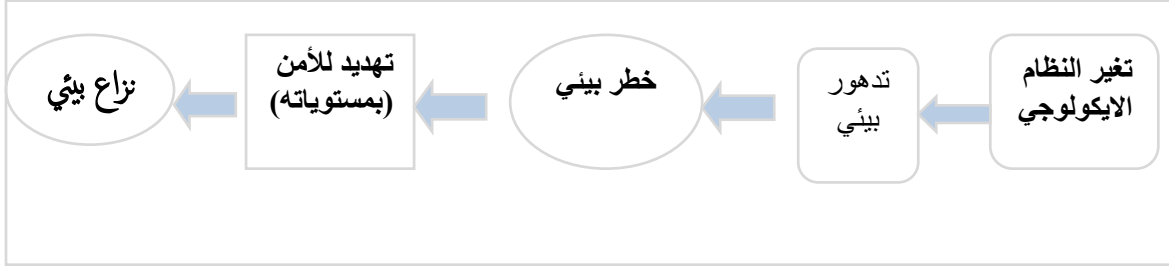 تغير النظام
الايكولوجي
تدهور
بيئي
خطر بيئي
تهديد للأمن
(بمستوياته)
نزاع بيئي